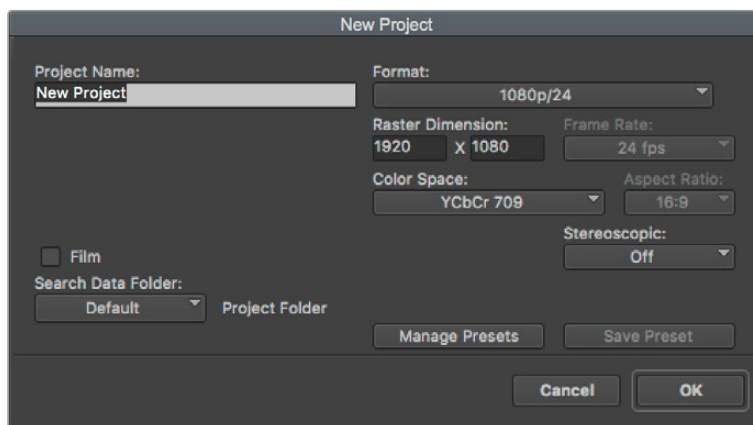 New Project
Project Name:
New Project
Format:
1080p/24
Raster Dimension:
1920 X 1080
Frame Rate:
24 fps
Color Space:
YCbCr 709
Aspect Ratio:
16:9
Stereoscopic:
Off
Film
Search Data Folder:
Default
Project Folder
Manage Presets
Save Preset
Cancel
OK